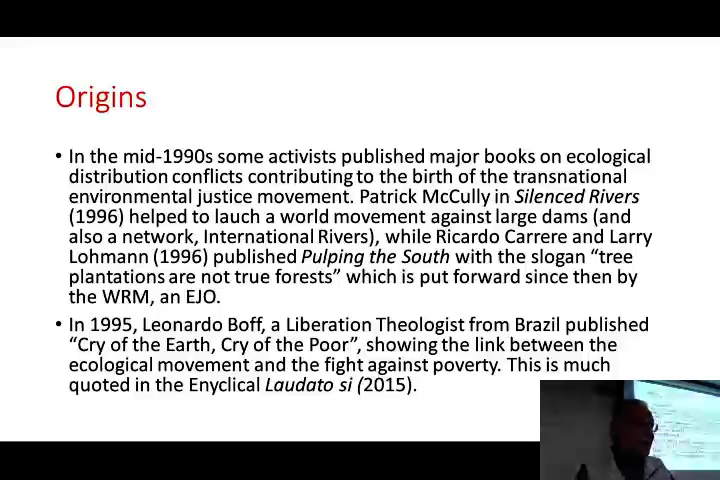 Origins
• In the mid-1990s some activists published major books on ecological
distribution conflicts contributing to the birth of the transnational
environmental justice movement. Patrick McCully in Silenced Rivers
(1996) helped to lauch a world movement against large dams (and
also a network, International Rivers), while Ricardo Carrere and Larry
Lohmann (1996) published Pulping the South with the slogan “tree
plantations are not true forests” which is put forward since then by
the WRM, an EJO.
• In 1995, Leonardo Boff, a Liberation Theologist from Brazil published
“Cry of the Earth, Cry of the Poor”, showing the link between the
ecological movement and the fight against poverty. This is much
quoted in the Enyclical Laudato si (2015).